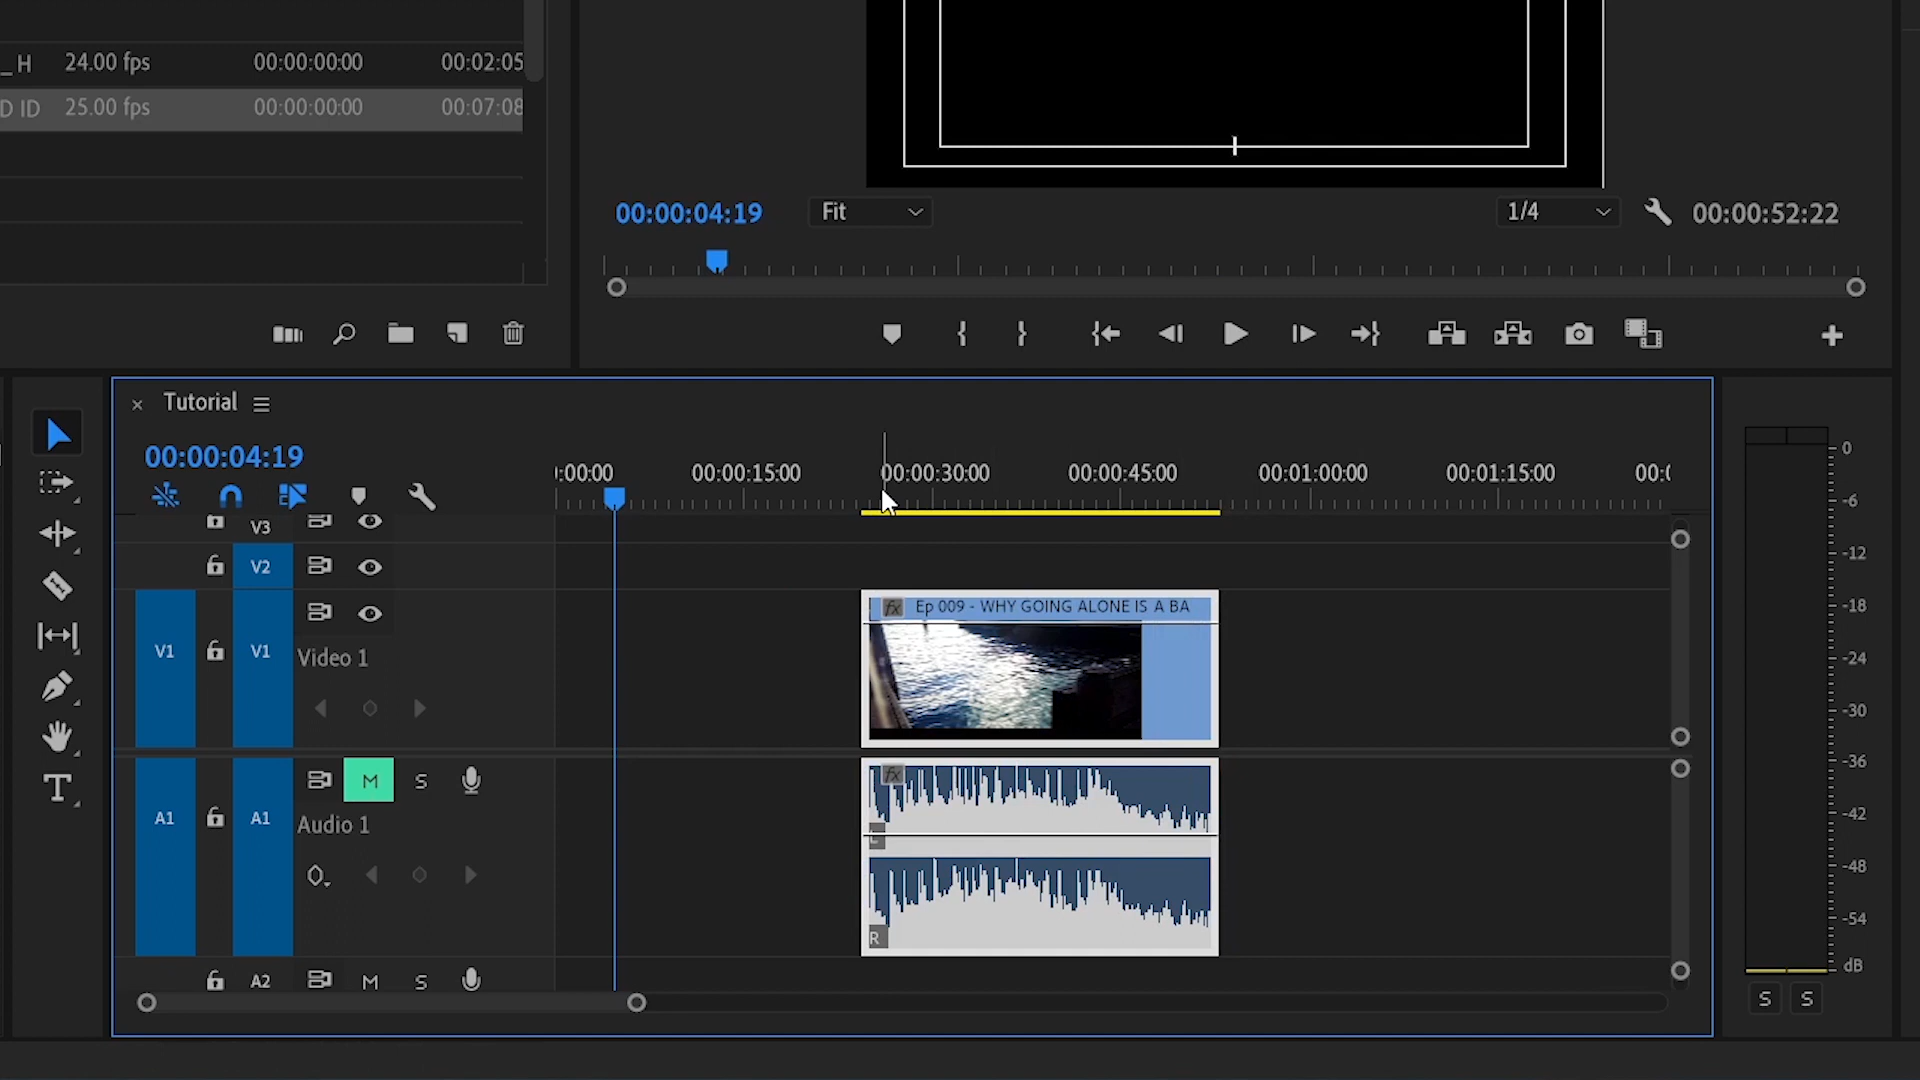 _ H 24.00 fps 00:00:00:00 00:02:05
D ID 25.00 fps 00:00:00:00 00:07:08
00:00:04:19 Fit 1/4 00:00:52:22
Tutorial
00:00:04:19
:00:00 00:00:15:00 00:00:30:00 00:00:45:00 00:01:00:00 00:01:15:00 00:0
V3
V2
fx Ep 009 - WHY GOING ALONE IS A BA
V1 V1 Video 1
M S
fx
A1 A1 Audio 1
L
R
A2 M S
T
0
-6
-12
-18
-24
-30
-36
-42
-48
-54
dB
S S